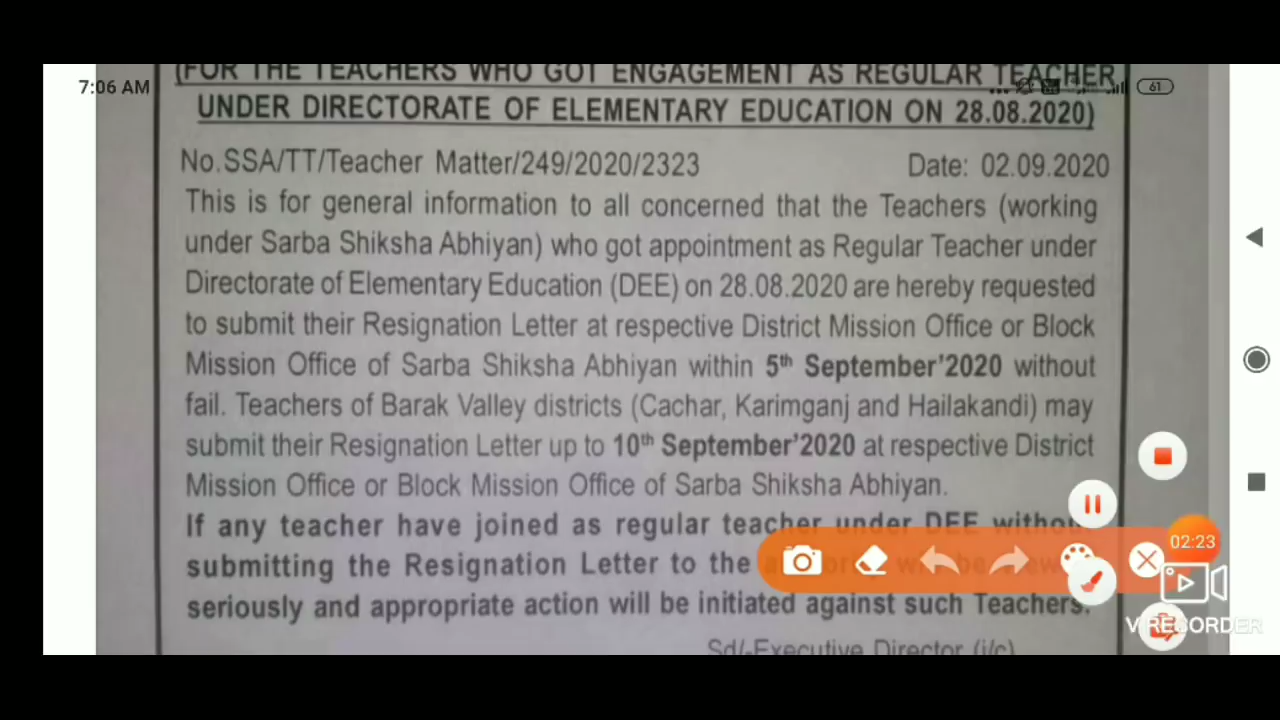 (FOR THE TEACHERS WHO GOT ENGAGEMENT AS REGULAR TEACHER
7:06 AM
61
UNDER DIRECTORATE OF ELEMENTARY EDUCATION ON 28.08.2020)
No.SSA/TT/Teacher Matter/249/2020/2323 Date: 02.09.2020
This is for general information to all concerned that the Teachers (working
under Sarba Shiksha Abhiyan) who got appointment as Regular Teacher under
Directorate of Elementary Education (DEE) on 28.08.2020 are hereby requested
to submit their Resignation Letter at respective District Mission Office or Block
Mission Office of Sarba Shiksha Abhiyan within 5th September'2020 without
fail. Teachers of Barak Valley districts (Cachar, Karimganj and Hailakandi) may
submit their Resignation Letter up to 10th September'2020 at respective District
Mission Office or Block Mission Office of Sarba Shiksha Abhiyan.
If any teacher have joined as regular teacher under DEE without
submitting the Resignation Letter to the
02:23
seriously and appropriate action will be initiated against such Teachers.
V RECORDER
Sd/-Executive Director (i/c)